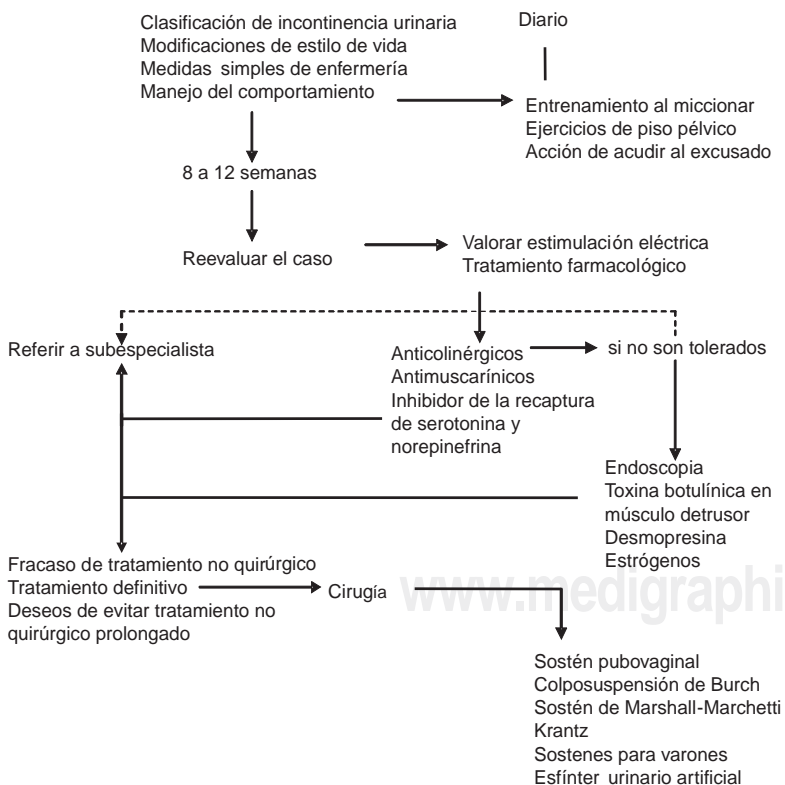 Clasificación de incontinencia urinaria
Modificaciones de estilo de vida
Medidas simples de enfermería
Manejo del comportamiento
Diario
Entrenamiento al miccionar
Ejercicios de piso pélvico
Acción de acudir al excusado
8 a 12 semanas
Reevaluar el caso
Valorar estimulación eléctrica
Tratamiento farmacológico
Referir a subespecialista
Anticolinérgicos
Antimuscarínicos
Inhibidor de la recaptura
de serotonina y
norepinefrina
si no son tolerados
Endoscopia
Toxina botulínica en
músculo detrusor
Desmopresina
Estrógenos
Fracaso de tratamiento no quirúrgico
Tratamiento definitivo
Deseos de evitar tratamiento no
quirúrgico prolongado
Cirugía
www.medigraphi
Sostén pubovaginal
Colposuspensión de Burch
Sostén de Marshall-Marchetti
Krantz
Sostenes para varones
Esfínter urinario artificial